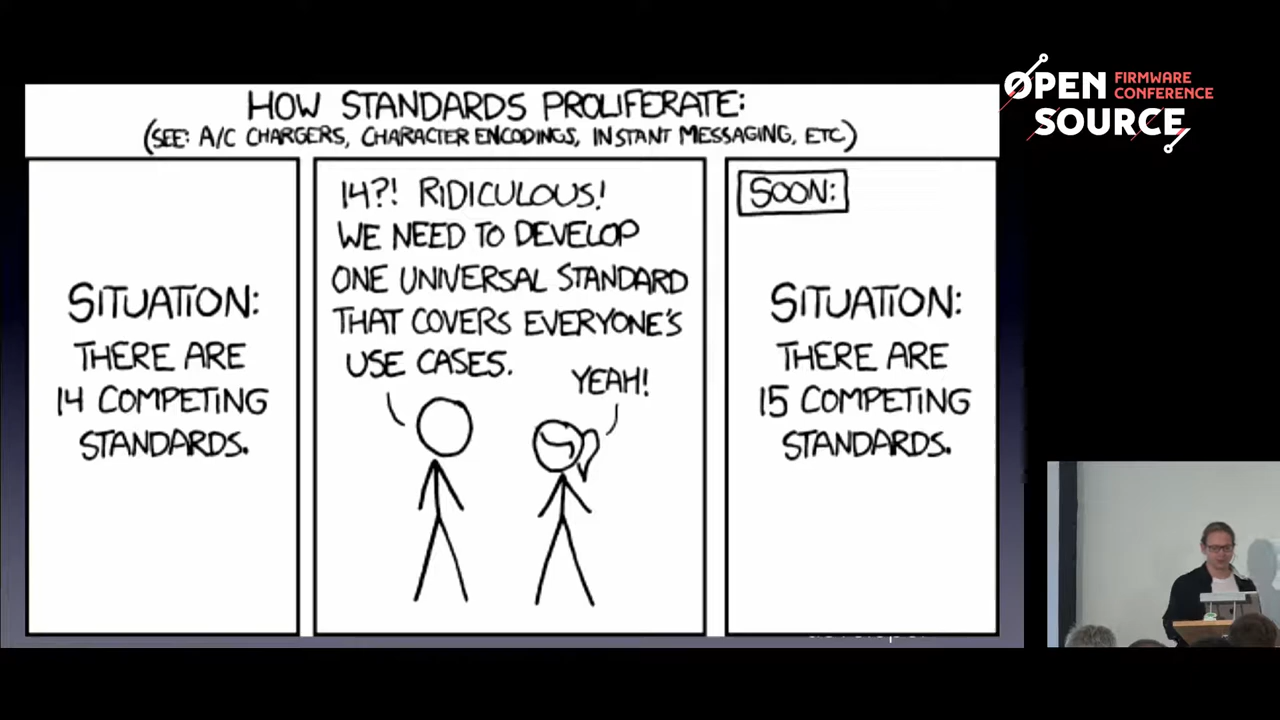 HOW STANDARDS PROLIFERATE:
(SEE: A/C CHARGERS, CHARACTER ENCODINGS, INSTANT MESSAGING, ETC)
SITUATION:
THERE ARE
14 COMPETING
STANDARDS.
14?! RIDICULOUS!
WE NEED TO DEVELOP
ONE UNIVERSAL STANDARD
THAT COVERS EVERYONE'S
USE CASES.
YEAH!
SOON:
SITUATION:
THERE ARE
15 COMPETING
STANDARDS.
OPEN
SOURCE
FIRMWARE
CONFERENCE